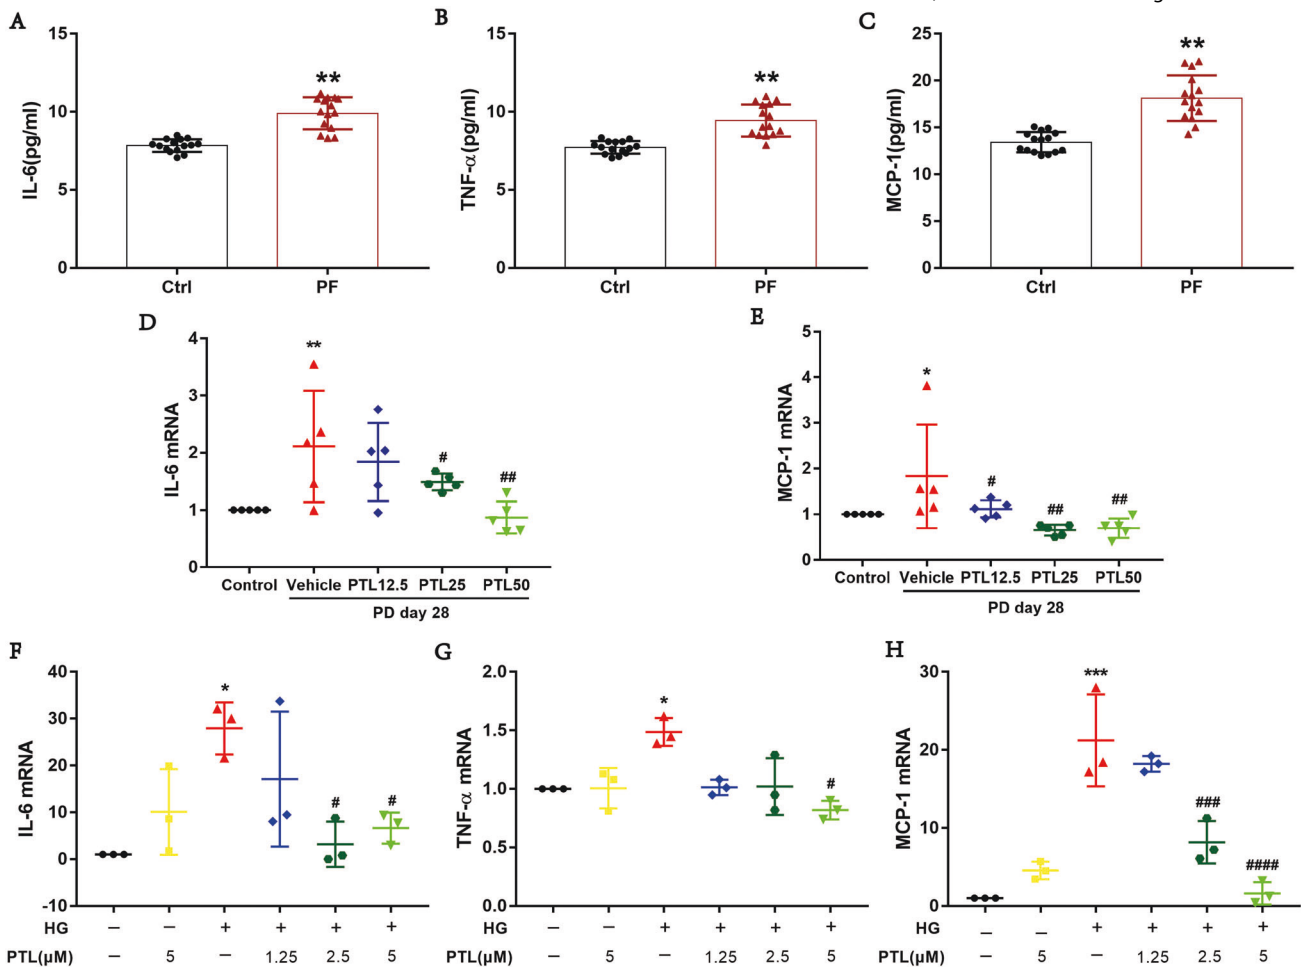 A
IL-6(pg/ml)
15
10
5
0
**
Ctrl
PF
B
TNF-α(pg/ml)
15
10
5
0
**
Ctrl
PF
C
MCP-1(pg/ml)
25
20
15
10
5
0
**
Ctrl
PF
D
IL-6 mRNA
4
3
2
1
0
**
#
##
Control Vehicle PTL12.5 PTL25 PTL50
PD day 28
E
MCP-1 mRNA
5
4
3
2
1
0
*
#
##
##
Control Vehicle PTL12.5 PTL25 PTL50
PD day 28
F
IL-6 mRNA
40
30
20
10
0
-10
*
#
#
HG – – + + + +
PTL(μM) – 5 – 1.25 2.5 5
G
TNF-α mRNA
2.0
1.5
1.0
0.5
0.0
*
#
HG – – + + + +
PTL(μM) – 5 – 1.25 2.5 5
H
MCP-1 mRNA
30
20
10
0
***
###
####
HG – – + + + +
PTL(μM) – 5 – 1.25 2.5 5